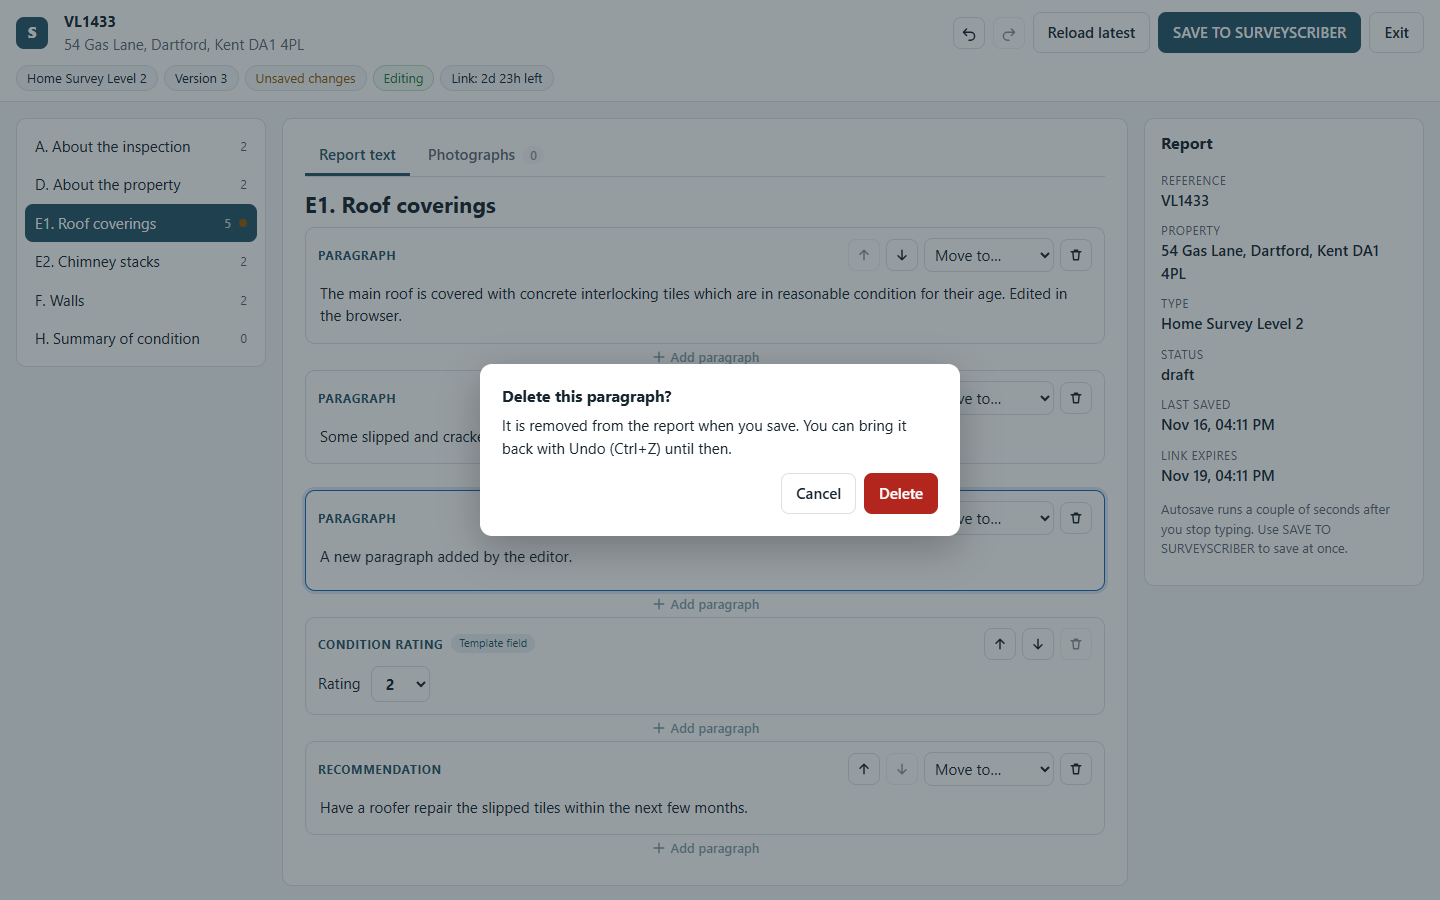 S
VL1433
54 Gas Lane, Dartford, Kent DA1 4PL
Reload latest
SAVE TO SURVEYSCRIBER
Exit
Home Survey Level 2
Version 3
Unsaved changes
Editing
Link: 2d 23h left
A. About the inspection 2
D. About the property 2
E1. Roof coverings 5
E2. Chimney stacks 2
F. Walls 2
H. Summary of condition 0
Report text
Photographs 0
E1. Roof coverings
PARAGRAPH
Move to...
The main roof is covered with concrete interlocking tiles which are in reasonable condition for their age. Edited in
the browser.
+ Add paragraph
PARAGRAPH
ve to...
Some slipped and cracke
Delete this paragraph?
It is removed from the report when you save. You can bring it
back with Undo (Ctrl+Z) until then.
Cancel
Delete
PARAGRAPH
ve to...
A new paragraph added by the editor.
+ Add paragraph
CONDITION RATING
Template field
Rating 2
+ Add paragraph
RECOMMENDATION
Move to...
Have a roofer repair the slipped tiles within the next few months.
+ Add paragraph
Report
REFERENCE
VL1433
PROPERTY
54 Gas Lane, Dartford, Kent DA1
4PL
TYPE
Home Survey Level 2
STATUS
draft
LAST SAVED
Nov 16, 04:11 PM
LINK EXPIRES
Nov 19, 04:11 PM
Autosave runs a couple of seconds after
you stop typing. Use SAVE TO
SURVEYSCRIBER to save at once.